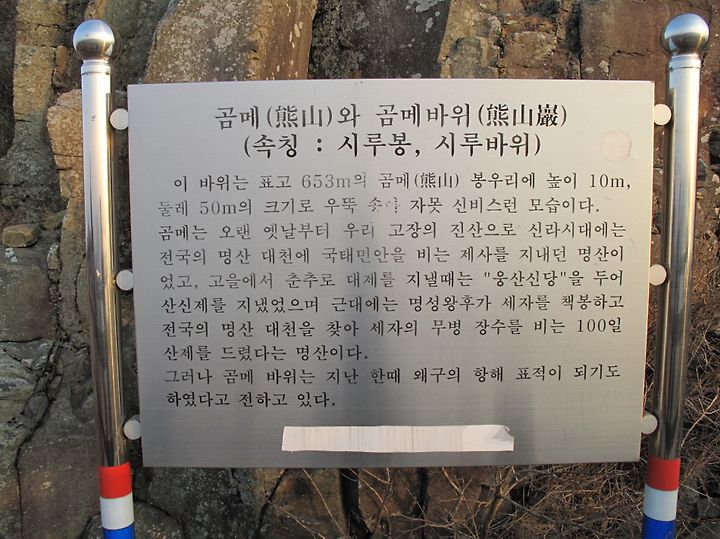 곰메(熊山)와 곰메바위(熊山巖)
(속칭 : 시루봉, 시루바위)
이 바위는 표고 653m의 곰메(熊山) 봉우리에 높이 10m,
둘레 50m의 크기로 우뚝 솟아 자못 신비스런 모습이다.
곰메는 오랜 옛날부터 우리 고장의 진산으로 신라시대에는
전국의 명산 대천에 국태민안을 비는 제사를 지내던 명산이
었고, 고을에서 춘추로 대제를 지낼때는 "웅산신당"을 두어
산신제를 지냈었으며 근대에는 명성왕후가 세자를 책봉하고
전국의 명산 대천을 찾아 세자의 무병 장수를 비는 100일
산제를 드렸다는 명산이다.
그러나 곰메 바위는 지난 한때 왜구의 항해 표적이 되기도
하였다고 전하고 있다.